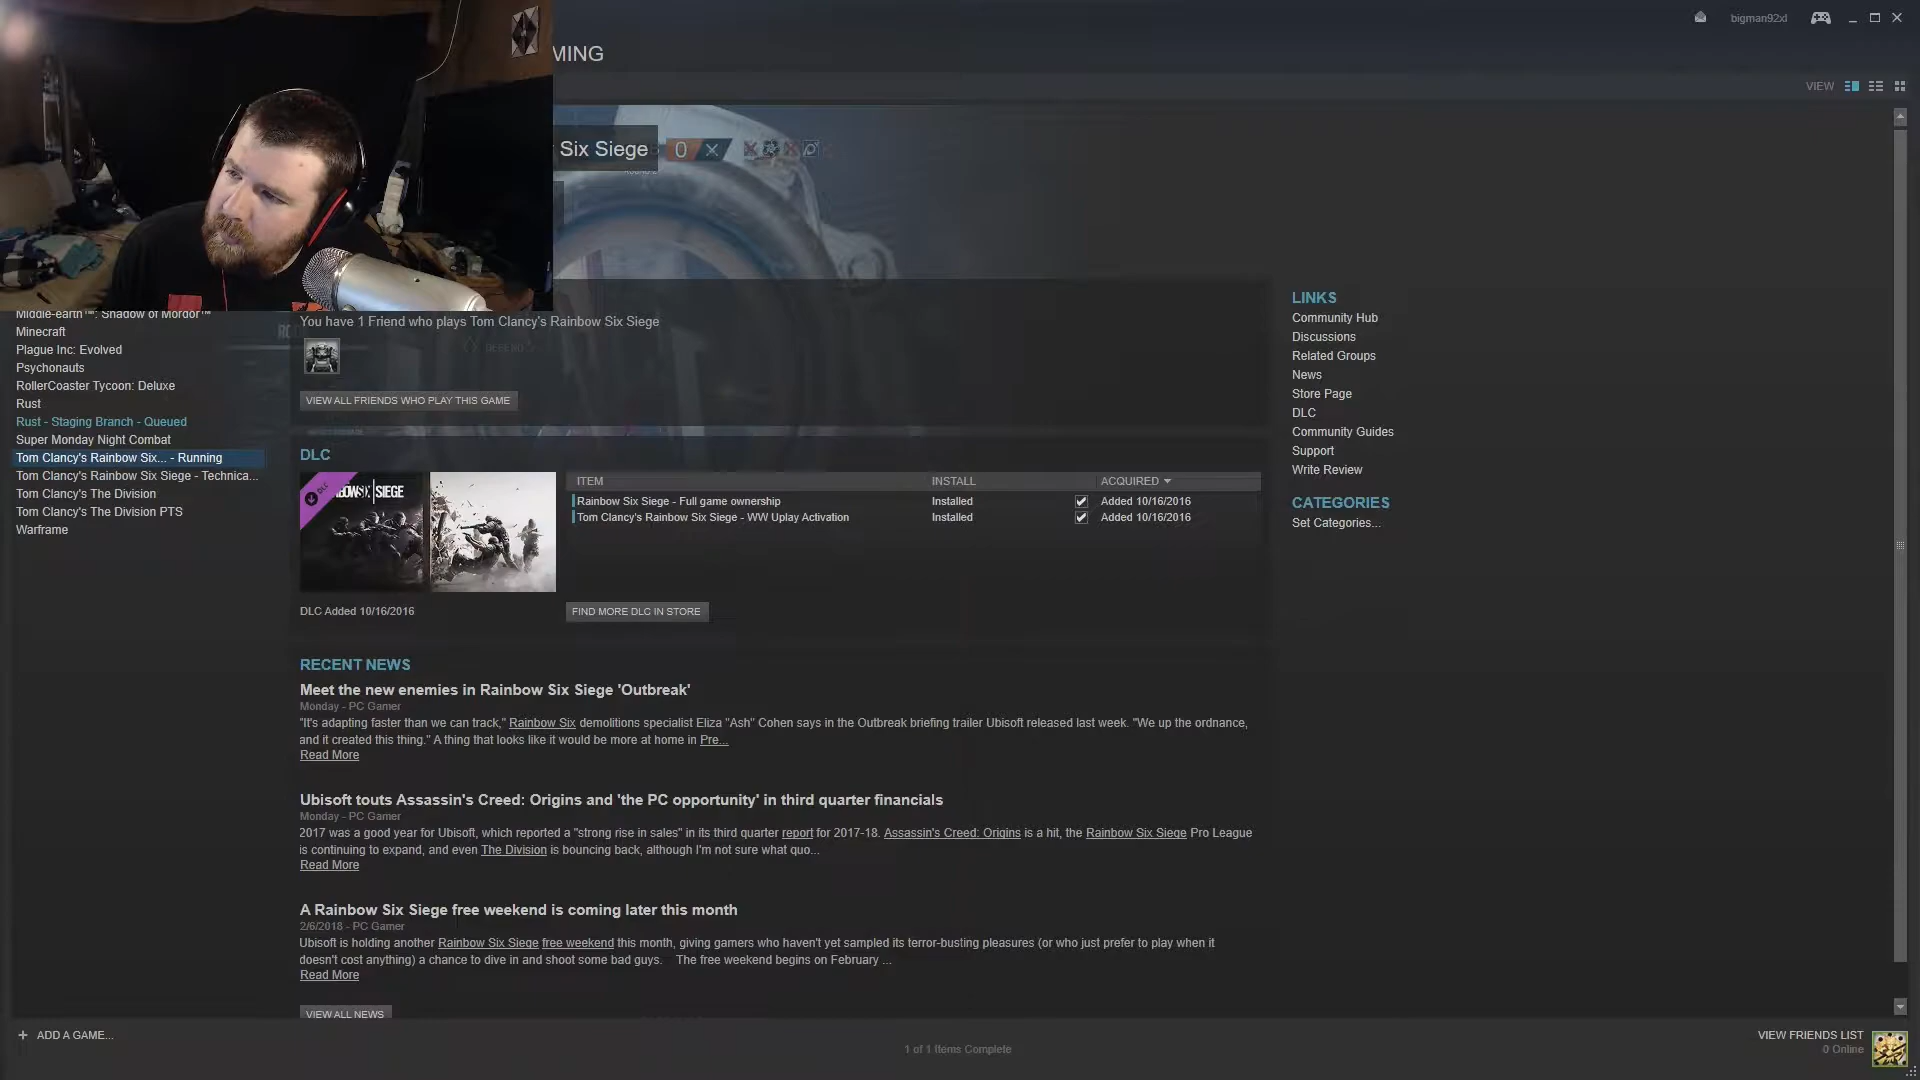 bigman92xl
MING
VIEW
Six Siege
0
You have 1 Friend who plays Tom Clancy's Rainbow Six Siege
DEFEND
VIEW ALL FRIENDS WHO PLAY THIS GAME
Middle-earth™: Shadow of Mordor™
Minecraft
Plague Inc: Evolved
Psychonauts
RollerCoaster Tycoon: Deluxe
Rust
Rust - Staging Branch - Queued
Super Monday Night Combat
Tom Clancy's Rainbow Six... - Running
Tom Clancy's Rainbow Six Siege - Technica...
Tom Clancy's The Division
Tom Clancy's The Division PTS
Warframe
DLC
DLC
SIEGE
ITEM INSTALL ACQUIRED
Rainbow Six Siege - Full game ownership Installed Added 10/16/2016
Tom Clancy's Rainbow Six Siege - WW Uplay Activation Installed Added 10/16/2016
DLC Added 10/16/2016
FIND MORE DLC IN STORE
RECENT NEWS
Meet the new enemies in Rainbow Six Siege 'Outbreak'
Monday - PC Gamer
"It's adapting faster than we can track," Rainbow Six demolitions specialist Eliza "Ash" Cohen says in the Outbreak briefing trailer Ubisoft released last week. "We up the ordnance,
and it created this thing." A thing that looks like it would be more at home in Pre...
Read More
Ubisoft touts Assassin's Creed: Origins and 'the PC opportunity' in third quarter financials
Monday - PC Gamer
2017 was a good year for Ubisoft, which reported a "strong rise in sales" in its third quarter report for 2017-18. Assassin's Creed: Origins is a hit, the Rainbow Six Siege Pro League
is continuing to expand, and even The Division is bouncing back, although I'm not sure what quo...
Read More
A Rainbow Six Siege free weekend is coming later this month
2/6/2018 - PC Gamer
Ubisoft is holding another Rainbow Six Siege free weekend this month, giving gamers who haven't yet sampled its terror-busting pleasures (or who just prefer to play when it
doesn't cost anything) a chance to dive in and shoot some bad guys. The free weekend begins on February ...
Read More
VIEW ALL NEWS
LINKS
Community Hub
Discussions
Related Groups
News
Store Page
DLC
Community Guides
Support
Write Review
CATEGORIES
Set Categories...
+ ADD A GAME...
1 of 1 Items Complete
VIEW FRIENDS LIST
0 Online